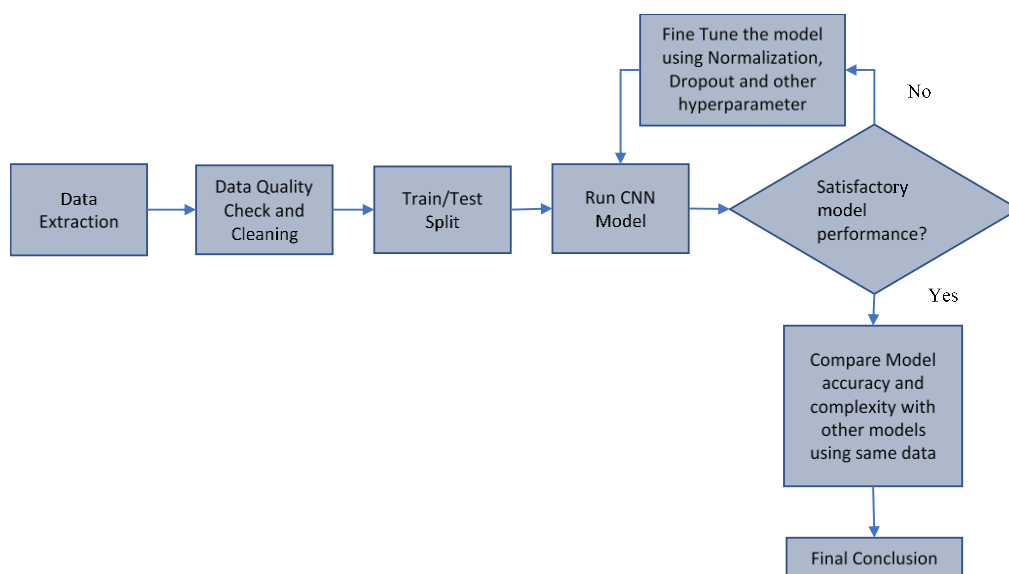 Fine Tune the model
using Normalization,
Dropout and other
hyperparameter
No
Data
Extraction
Data Quality
Check and
Cleaning
Train/Test
Split
Run CNN
Model
Satisfactory
model
performance?
Yes
Compare Model
accuracy and
complexity with
other models
using same data
Final Conclusion